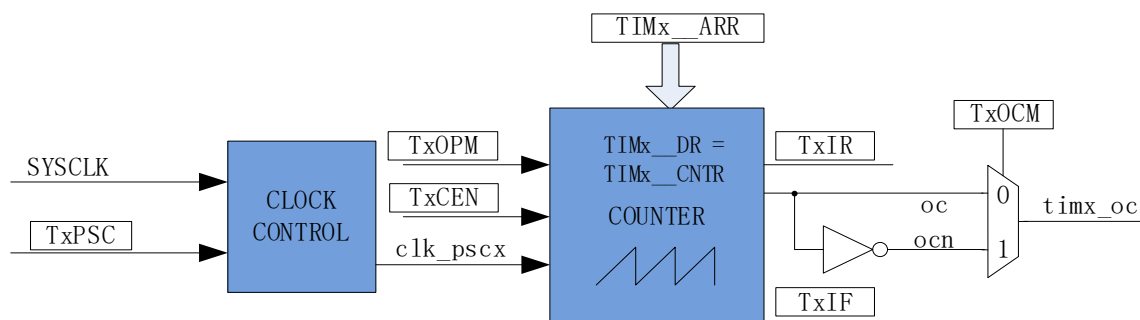 TIMx__ARR
SYSCLK
TxPSC
CLOCK
CONTROL
TxOPM
TxCEN
clk_pscx
TIMx__DR =
TIMx__CNTR
COUNTER
TxIR
TxIF
TxOCM
oc
ocn
0
1
timx_oc